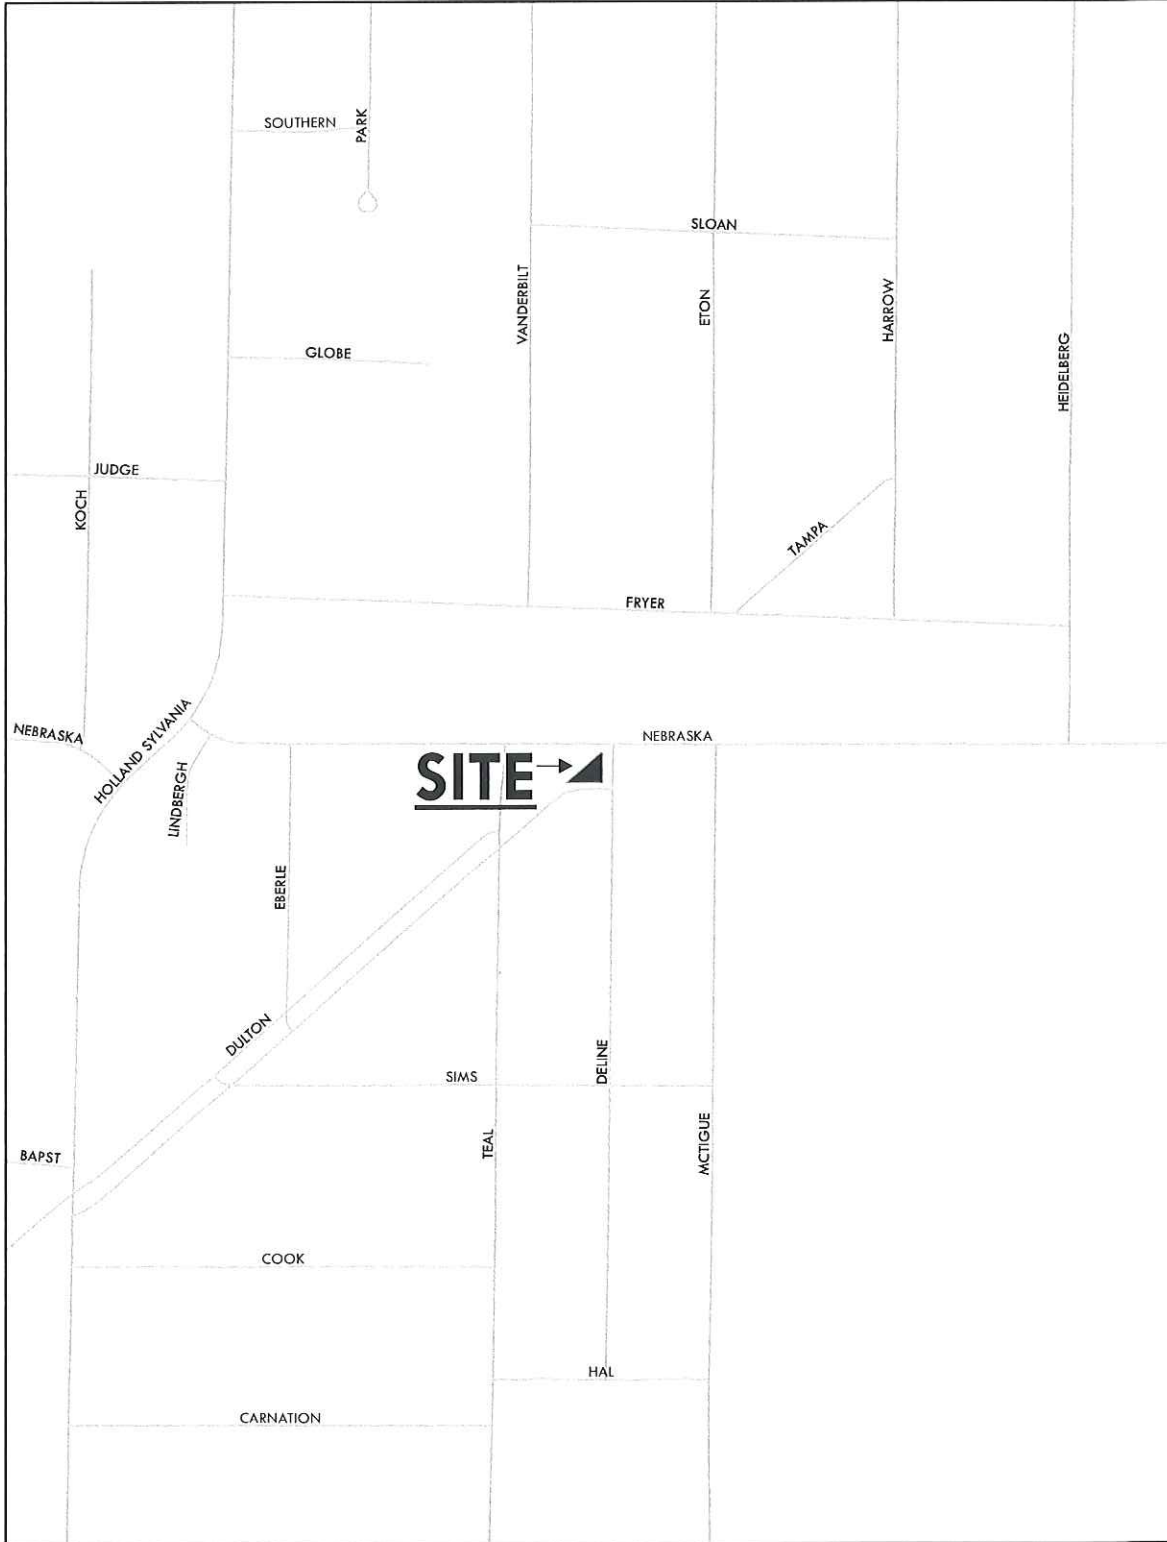 SOUTHERN
PARK
SLOAN
VANDERBILT
ETON
HARROW
HEIDELBERG
GLOBE
JUDGE
KOCH
TAMPA
FRYER
NEBRASKA
HOLLAND SYLVANIA
NEBRASKA
LINDBERGH
SITE
EBERLE
DULTON
SIMS
DELINE
TEAL
MCTIGUE
BAPST
COOK
HAL
CARNATION